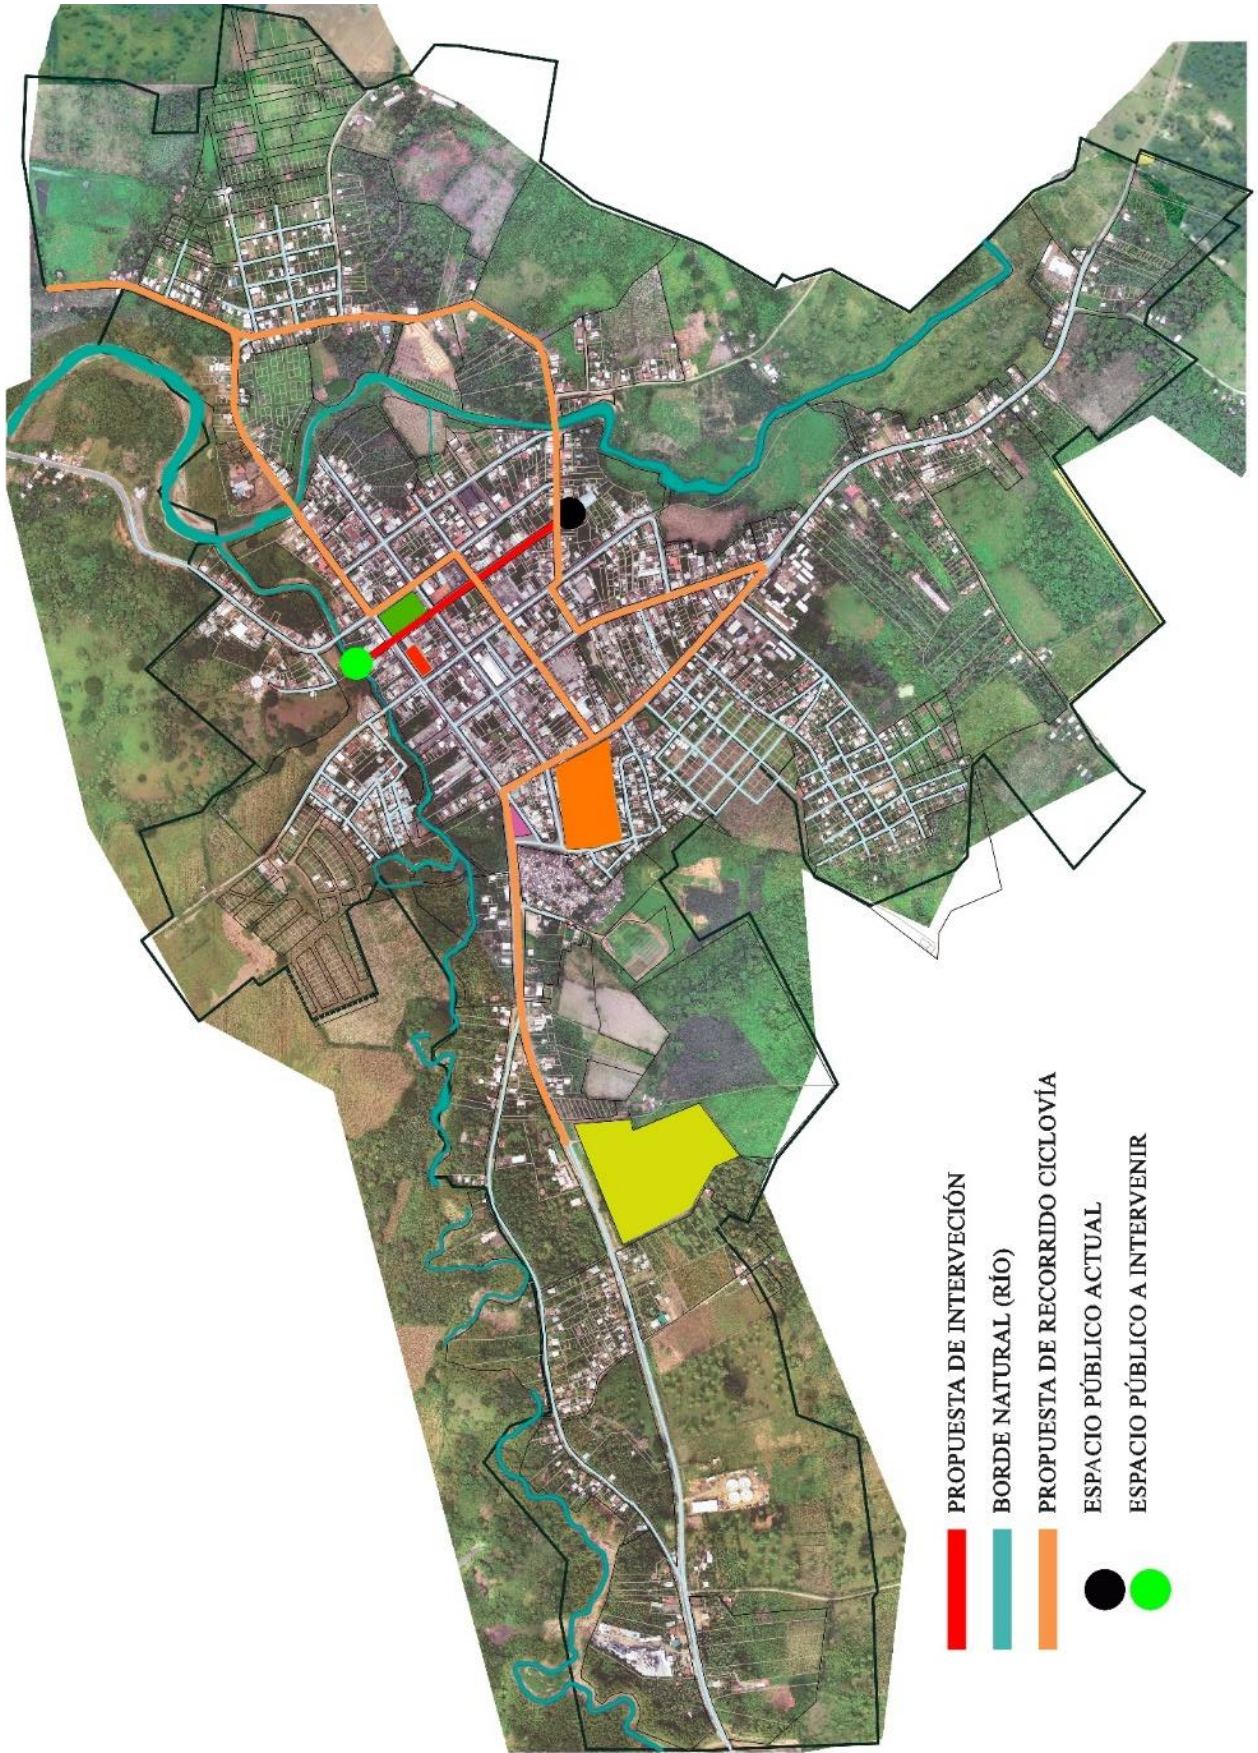 PROPUESTA DE INTERVECIÓN
BORDE NATURAL (RÍO)
PROPUESTA DE RECORRIDO CICLOVÍA
ESPACIO PÚBLICO ACTUAL
ESPACIO PÚBLICO A INTERVENIR